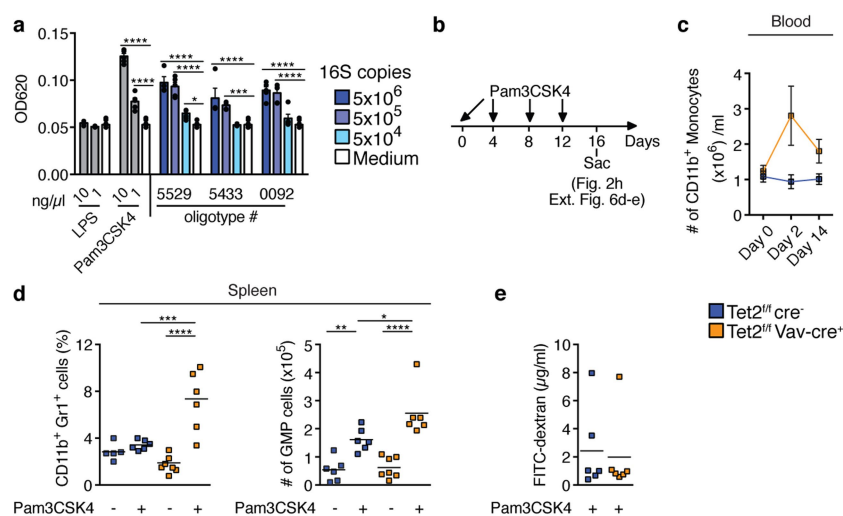 a
OD620
0.15
0.10
0.05
0.00
****
****
****
****
*
****
***
****
****
16S copies
5x10⁶
5x10⁵
5x10⁴
Medium
ng/µl
10
1
10
1
LPS
Pam3CSK4
5529
5433
0092
oligotype #
b
Pam3CSK4
0 4 8 12 16 Days
Sac
(Fig. 2h
Ext. Fig. 6d-e)
c
Blood
# of CD11b⁺ Monocytes
(x10⁶) /ml
4
3
2
1
0
Day 0
Day 2
Day 14
d
Spleen
CD11b⁺ Gr1⁺ cells (%)
12
8
4
0
***
****
Pam3CSK4 - + - +
# of GMP cells (x10⁵)
5
4
3
2
1
0
**
*
****
Pam3CSK4 - + - +
e
FITC-dextran (µg/ml)
10
8
6
4
2
0
Pam3CSK4 + +
Tet2ᶠ/ᶠ cre⁻
Tet2ᶠ/ᶠ Vav-cre⁺